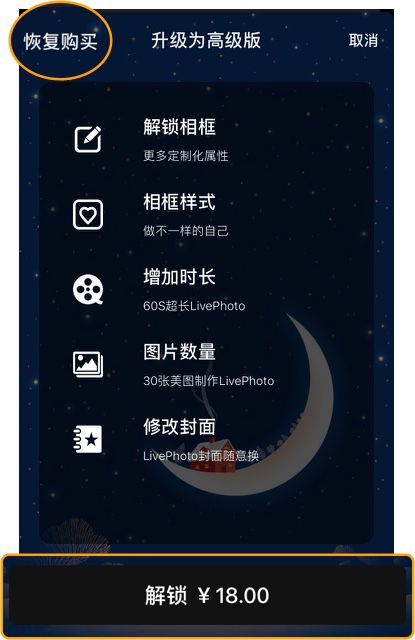 恢复购买 升级为高级版 取消
解锁相框
更多定制化属性
相框样式
做不一样的自己
增加时长
60S超长LivePhoto
图片数量
30张美图制作LivePhoto
修改封面
LivePhoto封面随意换
解锁 ¥18.00